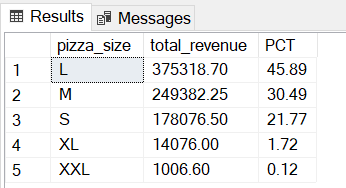 Results Messages
pizza_size total_revenue PCT
1 L 375318.70 45.89
2 M 249382.25 30.49
3 S 178076.50 21.77
4 XL 14076.00 1.72
5 XXL 1006.60 0.12